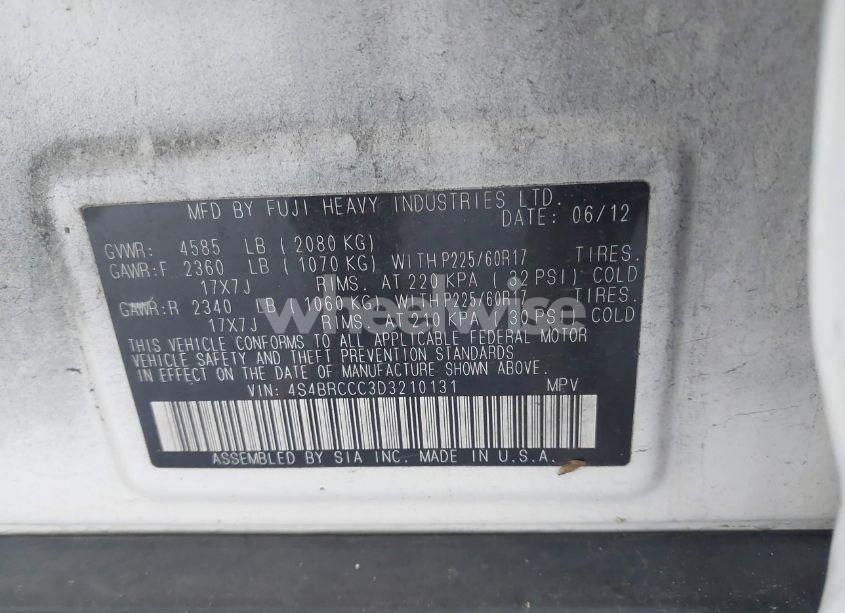 MFD BY FUJI HEAVY INDUSTRIES LTD.
DATE: 06/12
GVWR: 4585 LB (2080 KG)
GAWR:F 2360 LB (1070 KG) WITH P225/60R17 TIRES.
17X7J RIMS. AT 220 KPA (32PSI) COLD
GAWR:R 2340 LB (1060 KG) WITH P225/60R17 TIRES.
17X7J RIMS. AT KPA (30 PSI) COLD
THIS VEHICLE CONFORMS TO ALL APPLICABLE FEDERAL MOTOR
VEHICLE SAFETY AND THEFT PREVENTION STANDARDS
IN EFFECT ON THE DATE OF MANUFACTURE SHOWN ABOVE.
VIN: 4S4BRCCC3D3210131 MPV
ASSEMBLED BY SIA INC. MADE IN U.S.A.
wheelwise